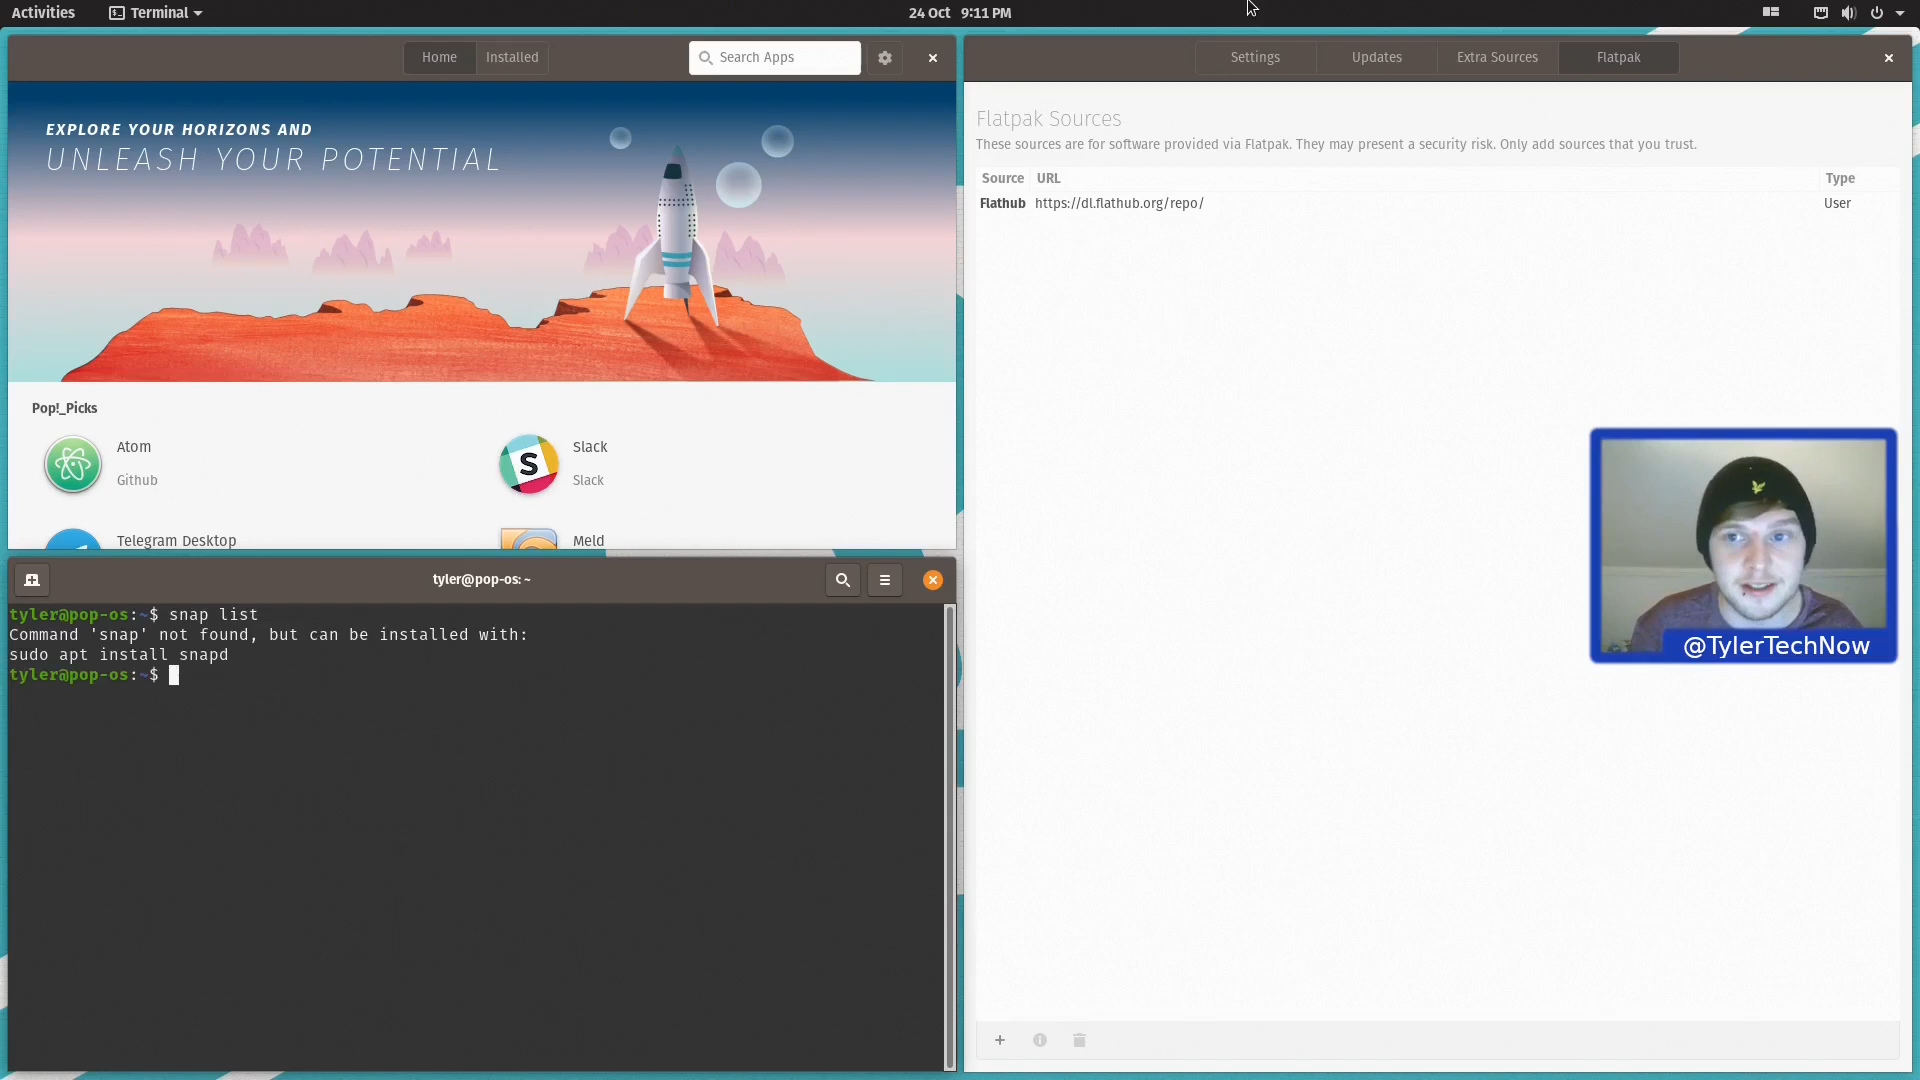 Activities
Terminal
24 Oct 9:11 PM
Home
Installed
Search Apps
EXPLORE YOUR HORIZONS AND
UNLEASH YOUR POTENTIAL
Pop!_Picks
Atom
Github
Slack
Slack
S
Telegram Desktop
Meld
tyler@pop-os: ~
tyler@pop-os:~$ snap list
Command 'snap' not found, but can be installed with:
sudo apt install snapd
tyler@pop-os:~$
Settings
Updates
Extra Sources
Flatpak
Flatpak Sources
These sources are for software provided via Flatpak. They may present a security risk. Only add sources that you trust.
Source URL Type
Flathub https://dl.flathub.org/repo/ User
@TylerTechNow